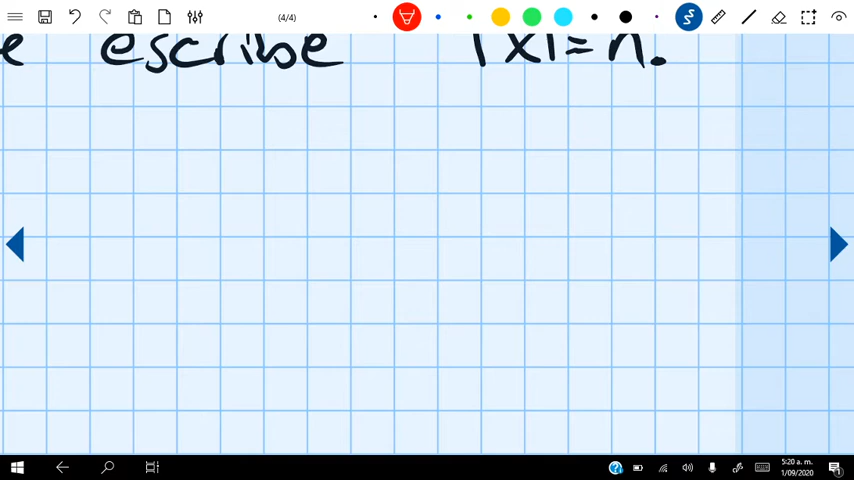 (4/4)
e escribe |x|=n.
5:20 a. m.
1/09/2020